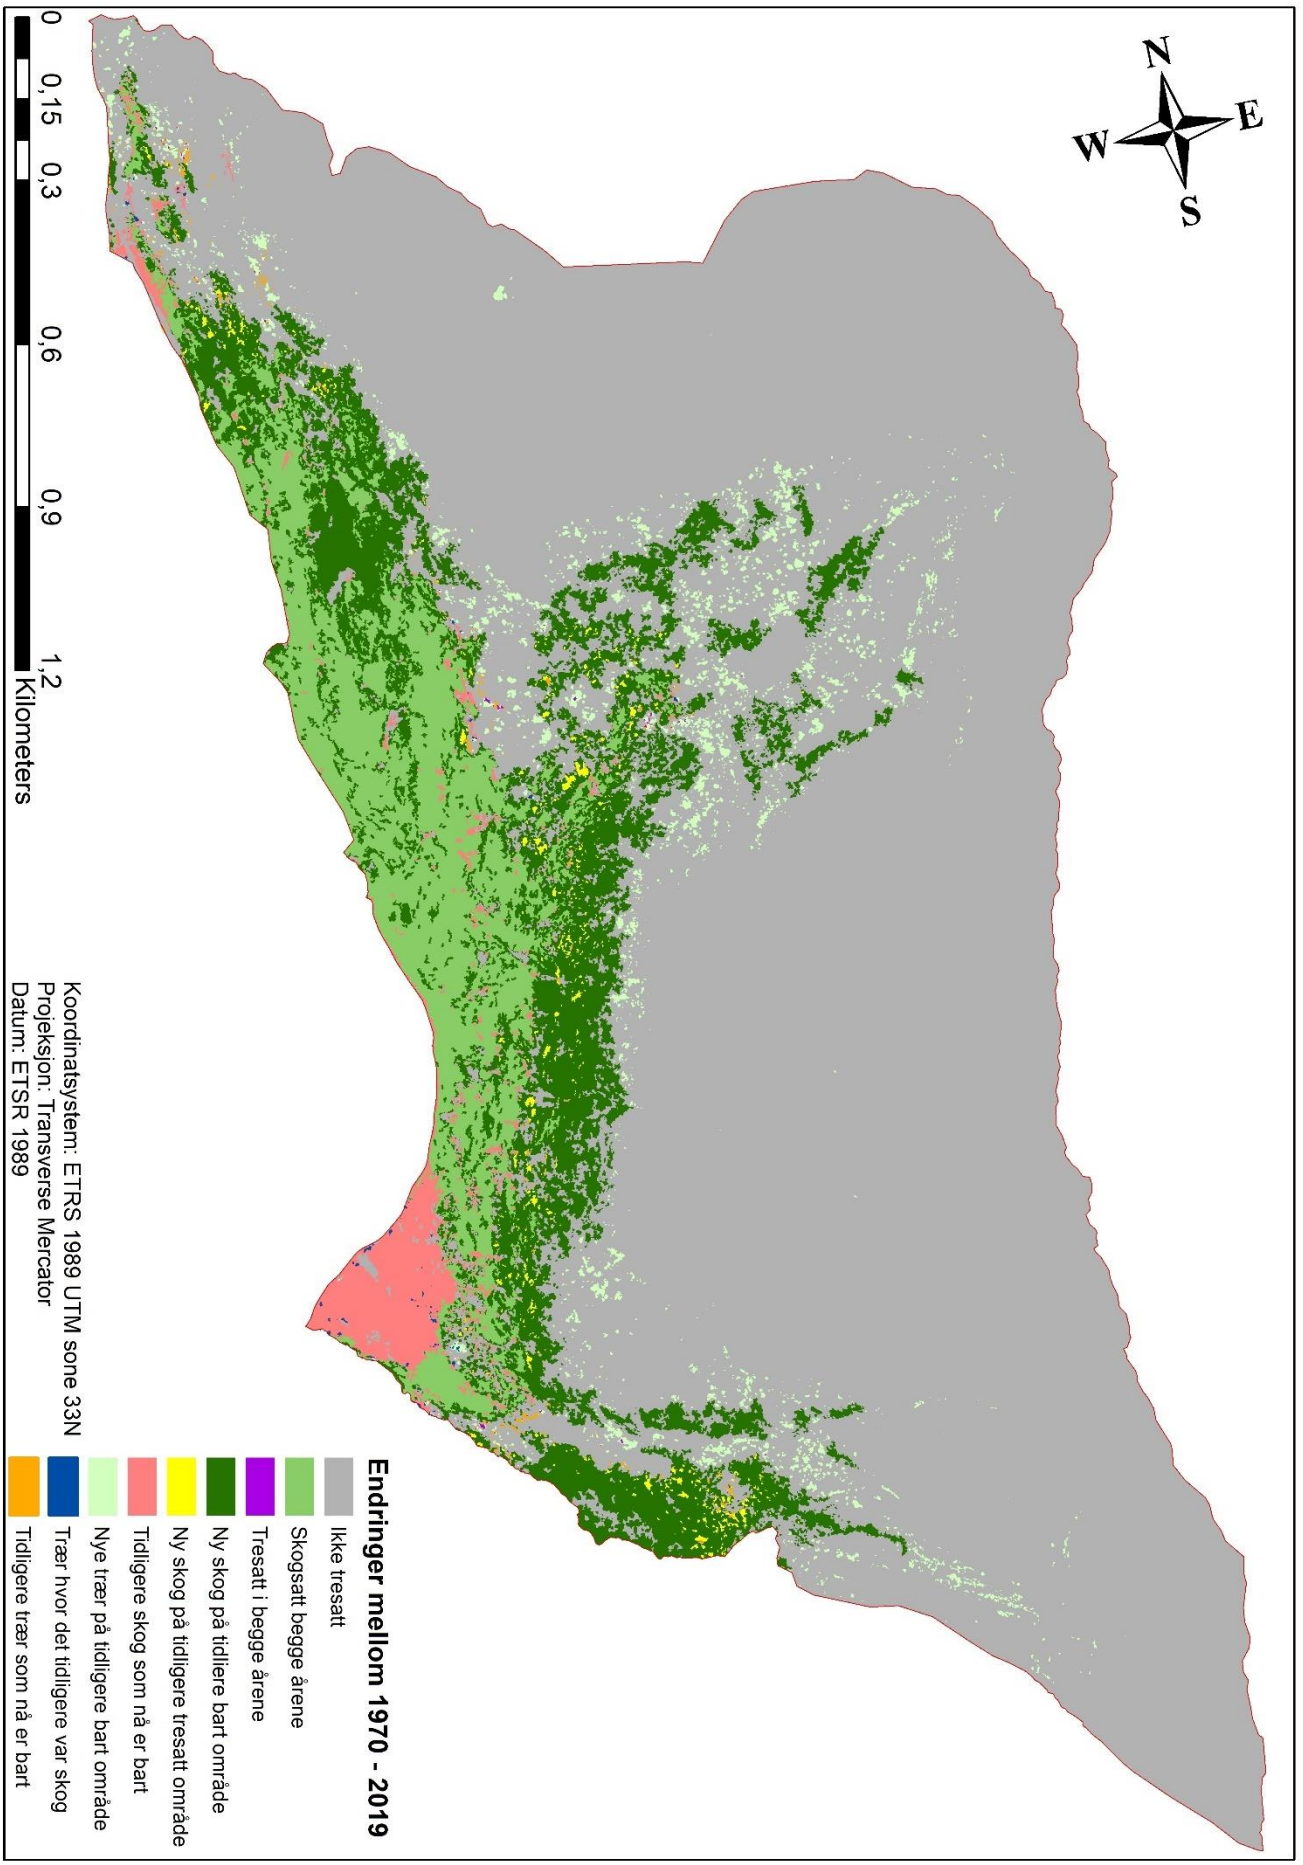 N
E
W
S
0 0,15 0,3 0,6 0,9 1,2
Kilometers
Koordinatsystem: ETRS 1989 UTM sone 33N
Projeksjon: Transverse Mercator
Datum: ETSR 1989
Endringer mellom 1970 - 2019
Ikke tresatt
Skogsatt begge årene
Tresatt i begge årene
Ny skog på tidliere bart område
Ny skog på tidligere tresatt område
Tidligere skog som nå er bart
Nye trær på tidligere bart område
Trær hvor det tidligere var skog
Tidligere trær som nå er bart